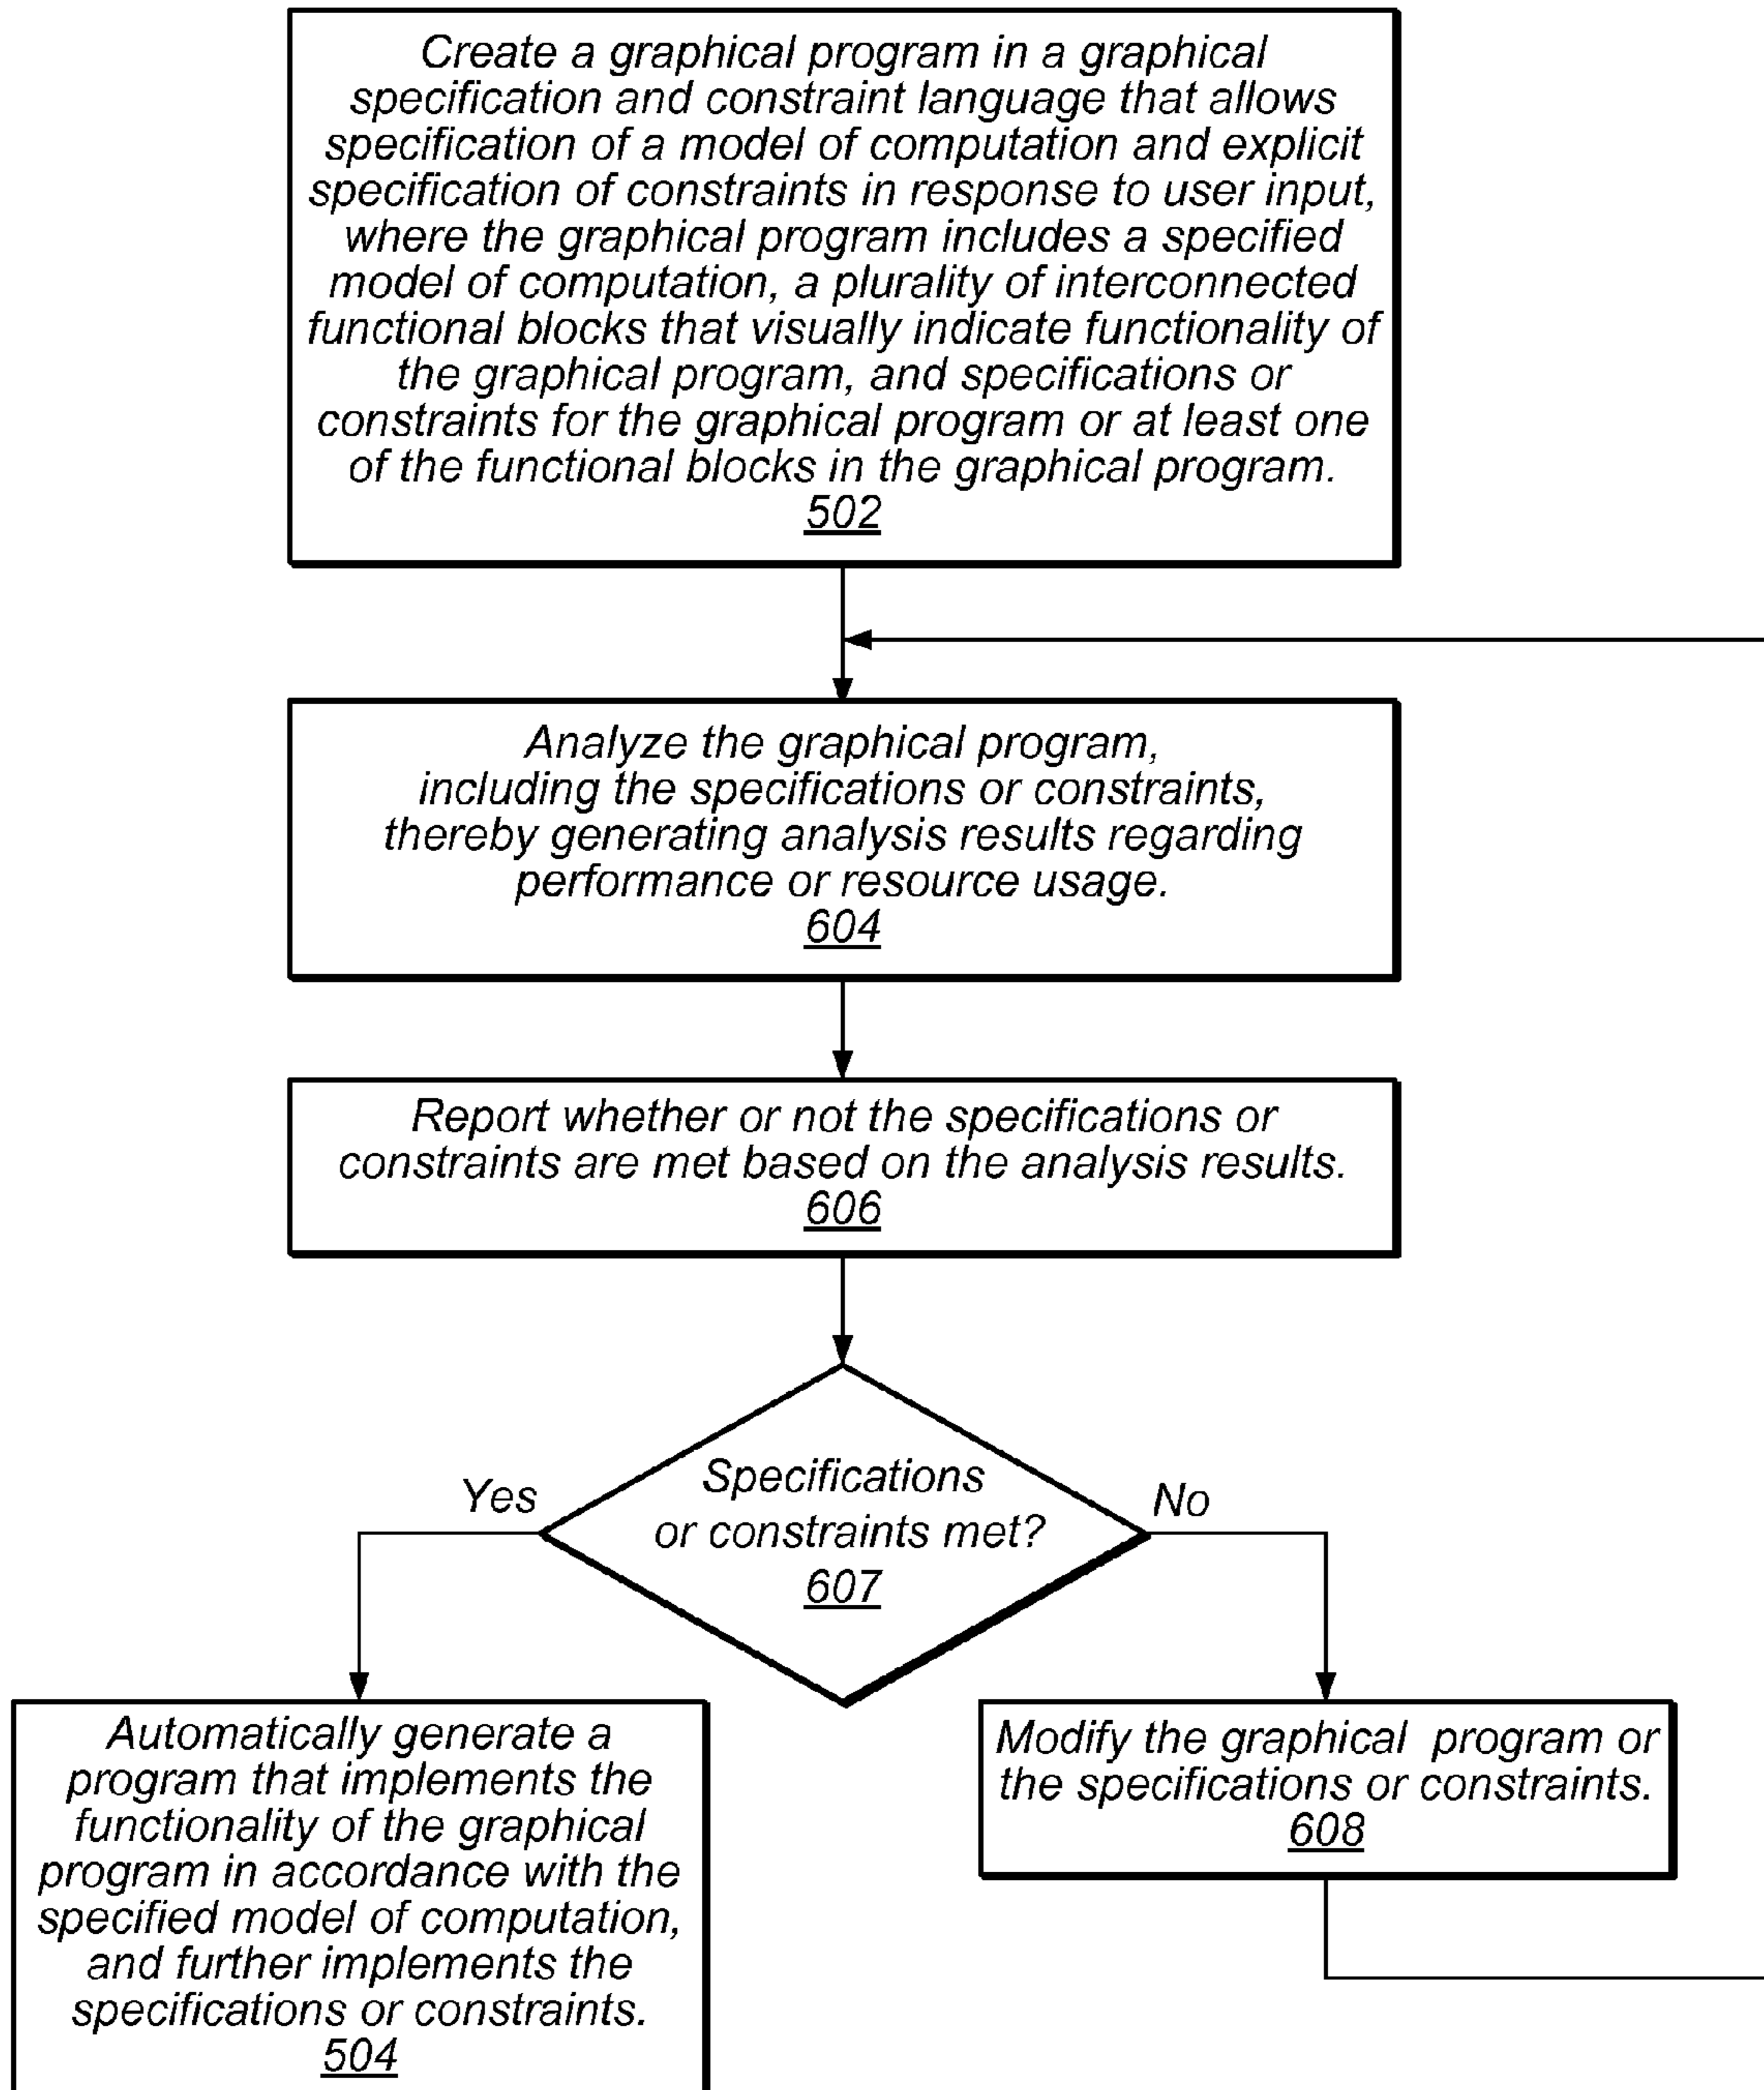 Create a graphical program in a graphical
specification and constraint language that allows
specification of a model of computation and explicit
specification of constraints in response to user input,
where the graphical program includes a specified
model of computation, a plurality of interconnected
functional blocks that visually indicate functionality of
the graphical program, and specifications or
constraints for the graphical program or at least one
of the functional blocks in the graphical program.
502
Analyze the graphical program,
including the specifications or constraints,
thereby generating analysis results regarding
performance or resource usage.
604
Report whether or not the specifications or
constraints are met based on the analysis results.
606
Specifications
or constraints met?
607
Yes
No
Automatically generate a
program that implements the
functionality of the graphical
program in accordance with the
specified model of computation,
and further implements the
specifications or constraints.
504
Modify the graphical program or
the specifications or constraints.
608